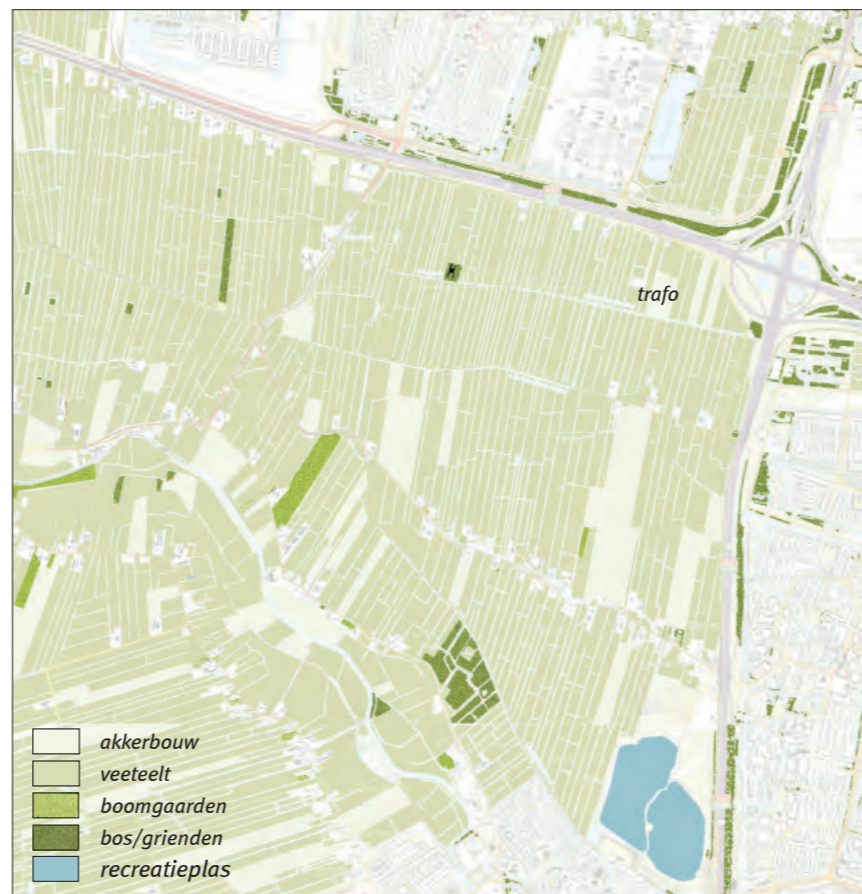 trafo
akkerbouw
veeteelt
boomgaarden
bos/grienden
recreatieplas